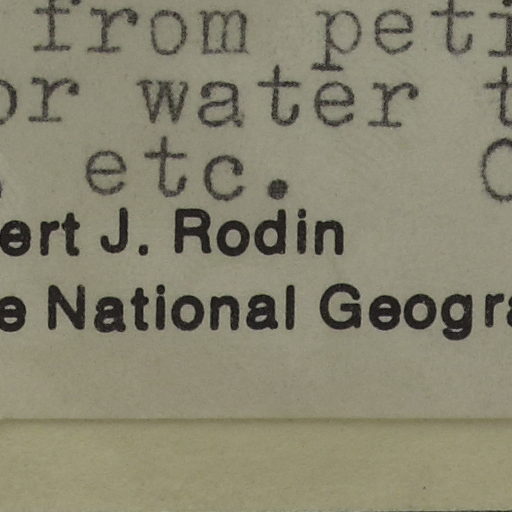 from peti
or water t
etc. C
ert J. Rodin
e National Geogra